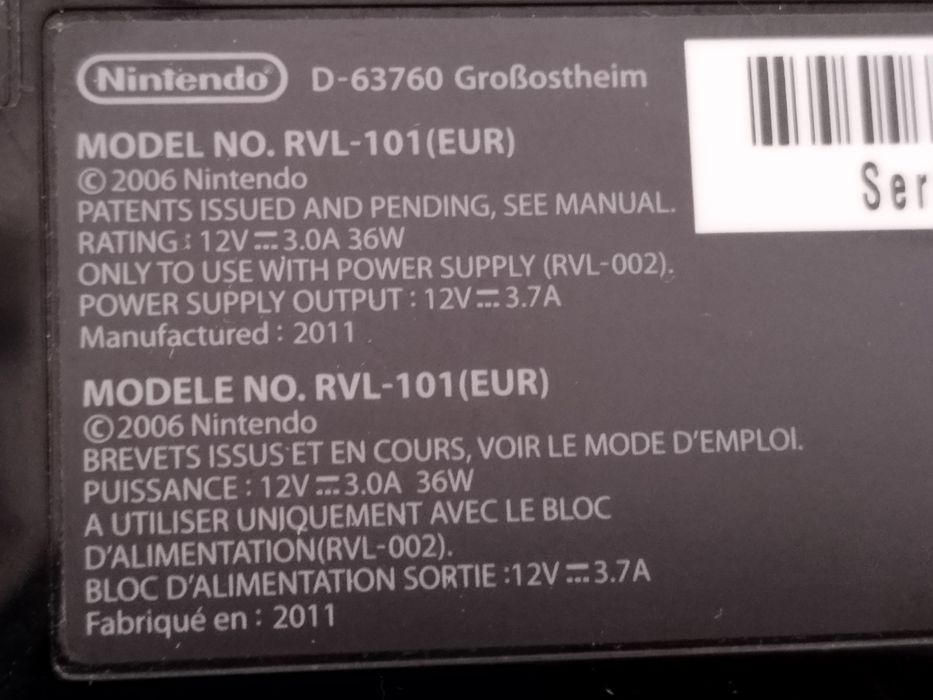 Nintendo D-63760 Großostheim
MODEL NO. RVL-101(EUR)
© 2006 Nintendo
PATENTS ISSUED AND PENDING, SEE MANUAL.
RATING : 12V⎓3.0A 36W
ONLY TO USE WITH POWER SUPPLY (RVL-002).
POWER SUPPLY OUTPUT : 12V⎓3.7A
Manufactured : 2011
MODELE NO. RVL-101(EUR)
© 2006 Nintendo
BREVETS ISSUS ET EN COURS, VOIR LE MODE D'EMPLOI.
PUISSANCE : 12V⎓3.0A 36W
A UTILISER UNIQUEMENT AVEC LE BLOC
D'ALIMENTATION(RVL-002).
BLOC D'ALIMENTATION SORTIE :12V⎓3.7A
Fabriqué en : 2011
Ser